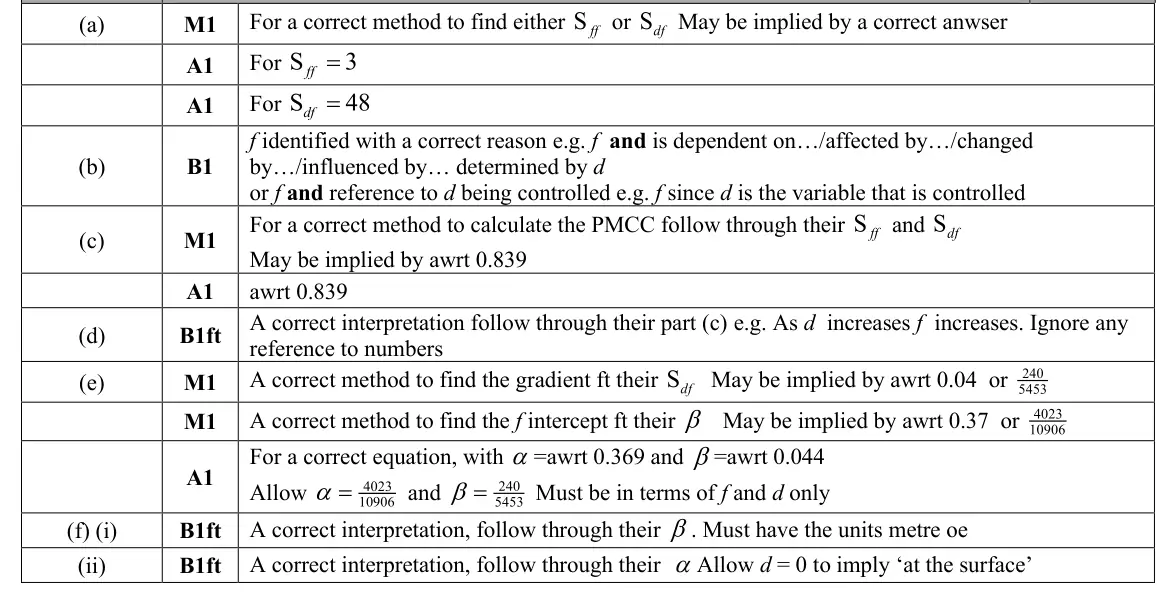 (a) M1 For a correct method to find either S_ff or S_df May be implied by a correct anwser
A1 For S_ff = 3
A1 For S_df = 48
(b) B1 f identified with a correct reason e.g. f and is dependent on…/affected by…/changed
by…/influenced by… determined by d
or f and reference to d being controlled e.g. f since d is the variable that is controlled
(c) M1 For a correct method to calculate the PMCC follow through their S_ff and S_df
May be implied by awrt 0.839
A1 awrt 0.839
(d) B1ft A correct interpretation follow through their part (c) e.g. As d increases f increases. Ignore any
reference to numbers
(e) M1 A correct method to find the gradient ft their S_df May be implied by awrt 0.04 or 240/5453
M1 A correct method to find the f intercept ft their β May be implied by awrt 0.37 or 4023/10906
A1 For a correct equation, with α =awrt 0.369 and β =awrt 0.044
Allow α = 4023/10906 and β = 240/5453 Must be in terms of f and d only
(f) (i) B1ft A correct interpretation, follow through their β . Must have the units metre oe
(ii) B1ft A correct interpretation, follow through their α Allow d = 0 to imply ‘at the surface’